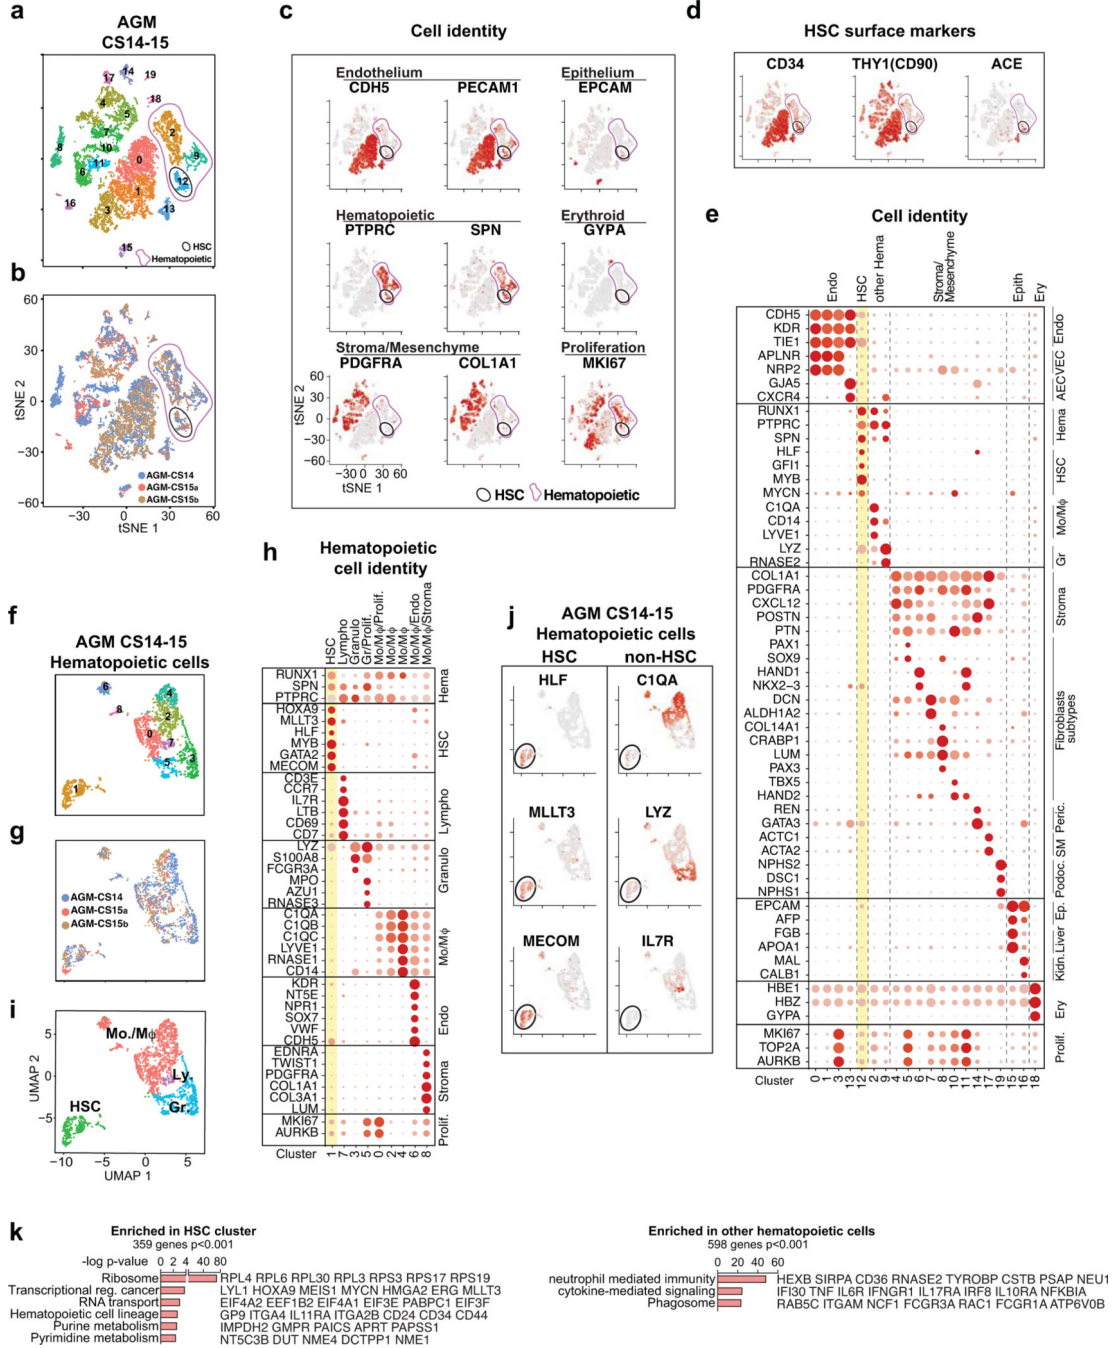 a
AGM
CS14-15
17
14
19
18
4
5
2
7
8
10
9
11
0
6
12
1
16
3
13
15
HSC
Hematopoietic
b
60
30
0
−30
−60
tSNE 2
AGM-CS14
AGM-CS15a
AGM-CS15b
−30
0
30
60
tSNE 1
c
Cell identity
Endothelium
Epithelium
CDH5
PECAM1
EPCAM
Hematopoietic
Erythroid
PTPRC
SPN
GYPA
Stroma/Mesenchyme
Proliferation
PDGFRA
COL1A1
MKI67
60
30
0
−30
−60
tSNE 2
−30 0 30 60
tSNE 1
HSC
Hematopoietic
d
HSC surface markers
CD34
THY1(CD90)
ACE
e
Cell identity
Endo
HSC
other Hema
Stroma/
Mesenchyme
Epith
Ery
CDH5
KDR
TIE1
APLNR
NRP2
GJA5
CXCR4
RUNX1
PTPRC
SPN
HLF
GFI1
MYB
MYCN
C1QA
CD14
LYVE1
LYZ
RNASE2
COL1A1
PDGFRA
CXCL12
POSTN
PTN
PAX1
SOX9
HAND1
NKX2−3
DCN
ALDH1A2
COL14A1
CRABP1
LUM
PAX3
TBX5
HAND2
REN
GATA3
ACTC1
ACTA2
NPHS2
DSC1
NPHS1
EPCAM
AFP
FGB
APOA1
MAL
CALB1
HBE1
HBZ
GYPA
MKI67
TOP2A
AURKB
Endo
VEC
AEC
Hema
HSC
Mo/MΦ
Gr
Stroma
Fibroblasts
subtypes
Peric.
SM
Podoc.
Ep.
Liver
Kidn.
Ery
Prolif.
Cluster
0 1 3 13 12 2 9 4 5 6 7 8 10 11 14 17 19 15 16 18
f
AGM CS14-15
Hematopoietic cells
6
4
8
2
0
7
3
5
1
g
AGM-CS14
AGM-CS15a
AGM-CS15b
i
5
0
−5
UMAP 2
Mo./MΦ
Ly.
Gr.
HSC
−10
−5
0
5
UMAP 1
h
Hematopoietic
cell identity
HSC
Lympho
Granulo
Gr/Prolif.
Mo/MΦ/Prolif.
Mo/MΦ
Mo/MΦ
Mo/MΦ/Endo
Mo/MΦ/Stroma
RUNX1
SPN
PTPRC
HOXA9
MLLT3
HLF
MYB
GATA2
MECOM
CD3E
CCR7
IL7R
LTB
CD69
CD7
LYZ
S100A8
FCGR3A
MPO
AZU1
RNASE3
C1QA
C1QB
C1QC
LYVE1
RNASE1
CD14
KDR
NT5E
NPR1
SOX7
VWF
CDH5
EDNRA
TWIST1
PDGFRA
COL1A1
COL3A1
LUM
MKI67
AURKB
Hema
HSC
Lympho
Granulo
Mo/MΦ
Endo
Stroma
Prolif.
Cluster
1 7 3 5 0 2 4 6 8
j
AGM CS14-15
Hematopoietic cells
HSC
non-HSC
HLF
C1QA
MLLT3
LYZ
MECOM
IL7R
k
Enriched in HSC cluster
359 genes p<0.001
-log p-value
0 2 4 40 80
Ribosome RPL4 RPL6 RPL30 RPL3 RPS3 RPS17 RPS19
Transcriptional reg. cancer LYL1 HOXA9 MEIS1 MYCN HMGA2 ERG MLLT3
RNA transport EIF4A2 EEF1B2 EIF4A1 EIF3E PABPC1 EIF3F
Hematopoietic cell lineage GP9 ITGA4 IL11RA ITGA2B CD24 CD34 CD44
Purine metabolism IMPDH2 GMPR PAICS APRT PAPSS1
Pyrimidine metabolism NT5C3B DUT NME4 DCTPP1 NME1
Enriched in other hematopoietic cells
598 genes p<0.001
0 20 40 60
neutrophil mediated immunity HEXB SIRPA CD36 RNASE2 TYROBP CSTB PSAP NEU1
cytokine-mediated signaling IFI30 TNF IL6R IFNGR1 IL17RA IRF8 IL10RA NFKBIA
Phagosome RAB5C ITGAM NCF1 FCGR3A RAC1 FCGR1A ATP6V0B